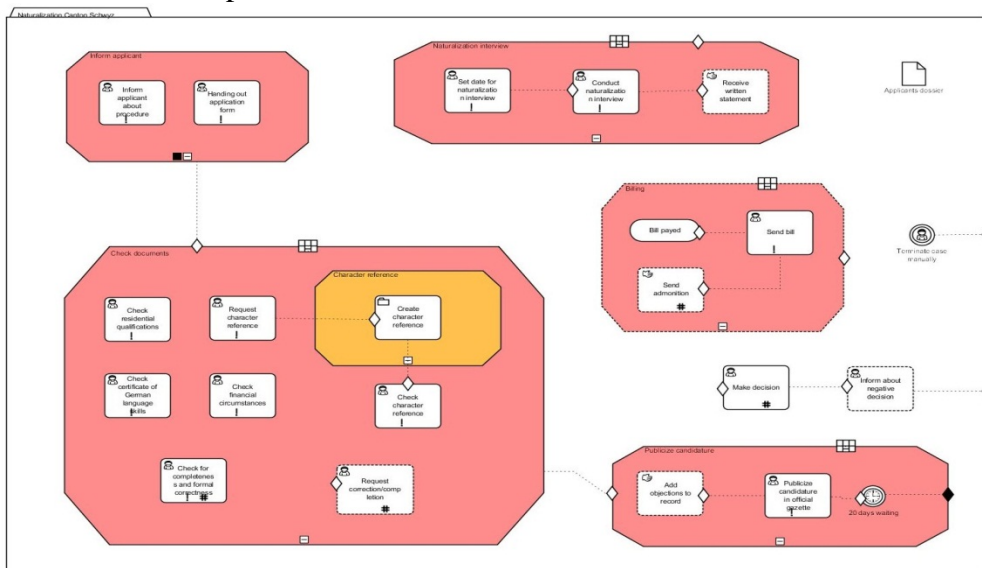 Naturalization Canton Schwyz
Inform applicant
Inform
applicant
about
procedure
Handing out
application
form
Naturalization interview
Set date for
naturalizatio
n interview
Conduct
naturalizatio
n interview
Receive
written
statement
Applicants dossier
Billing
Bill payed
Send bill
Send
admonition
Terminate case
manually
Check documents
Check
residential
qualifications
Request
character
reference
Character reference
Create
character
reference
Check
certificate of
German
language
skills
Check
financial
circumstances
Check
character
reference
Check for
completenes
s and formal
correctness
Request
correction/comp
letion
Make decision
Inform about
negative
decision
Publicize candidature
Add
objections to
record
Publicize
candidature
in official
gazette
20 days waiting